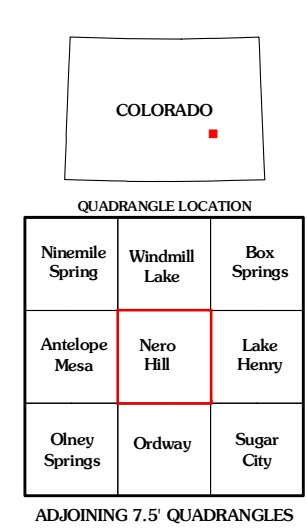 COLORADO
QUADRANGLE LOCATION
Ninemile
Spring
Windmill
Lake
Box
Springs
Antelope
Mesa
Nero
Hill
Lake
Henry
Olney
Springs
Ordway
Sugar
City
ADJOINING 7.5' QUADRANGLES